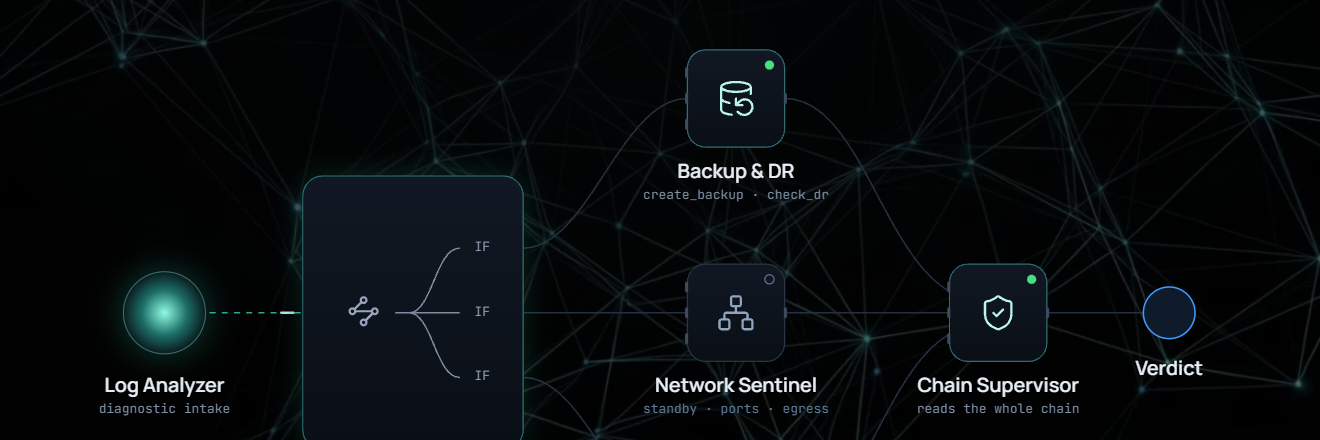 Backup & DR
create_backup · check_dr
IF
IF
IF
Log Analyzer
diagnostic intake
Network Sentinel
standby · ports · egress
Chain Supervisor
reads the whole chain
Verdict